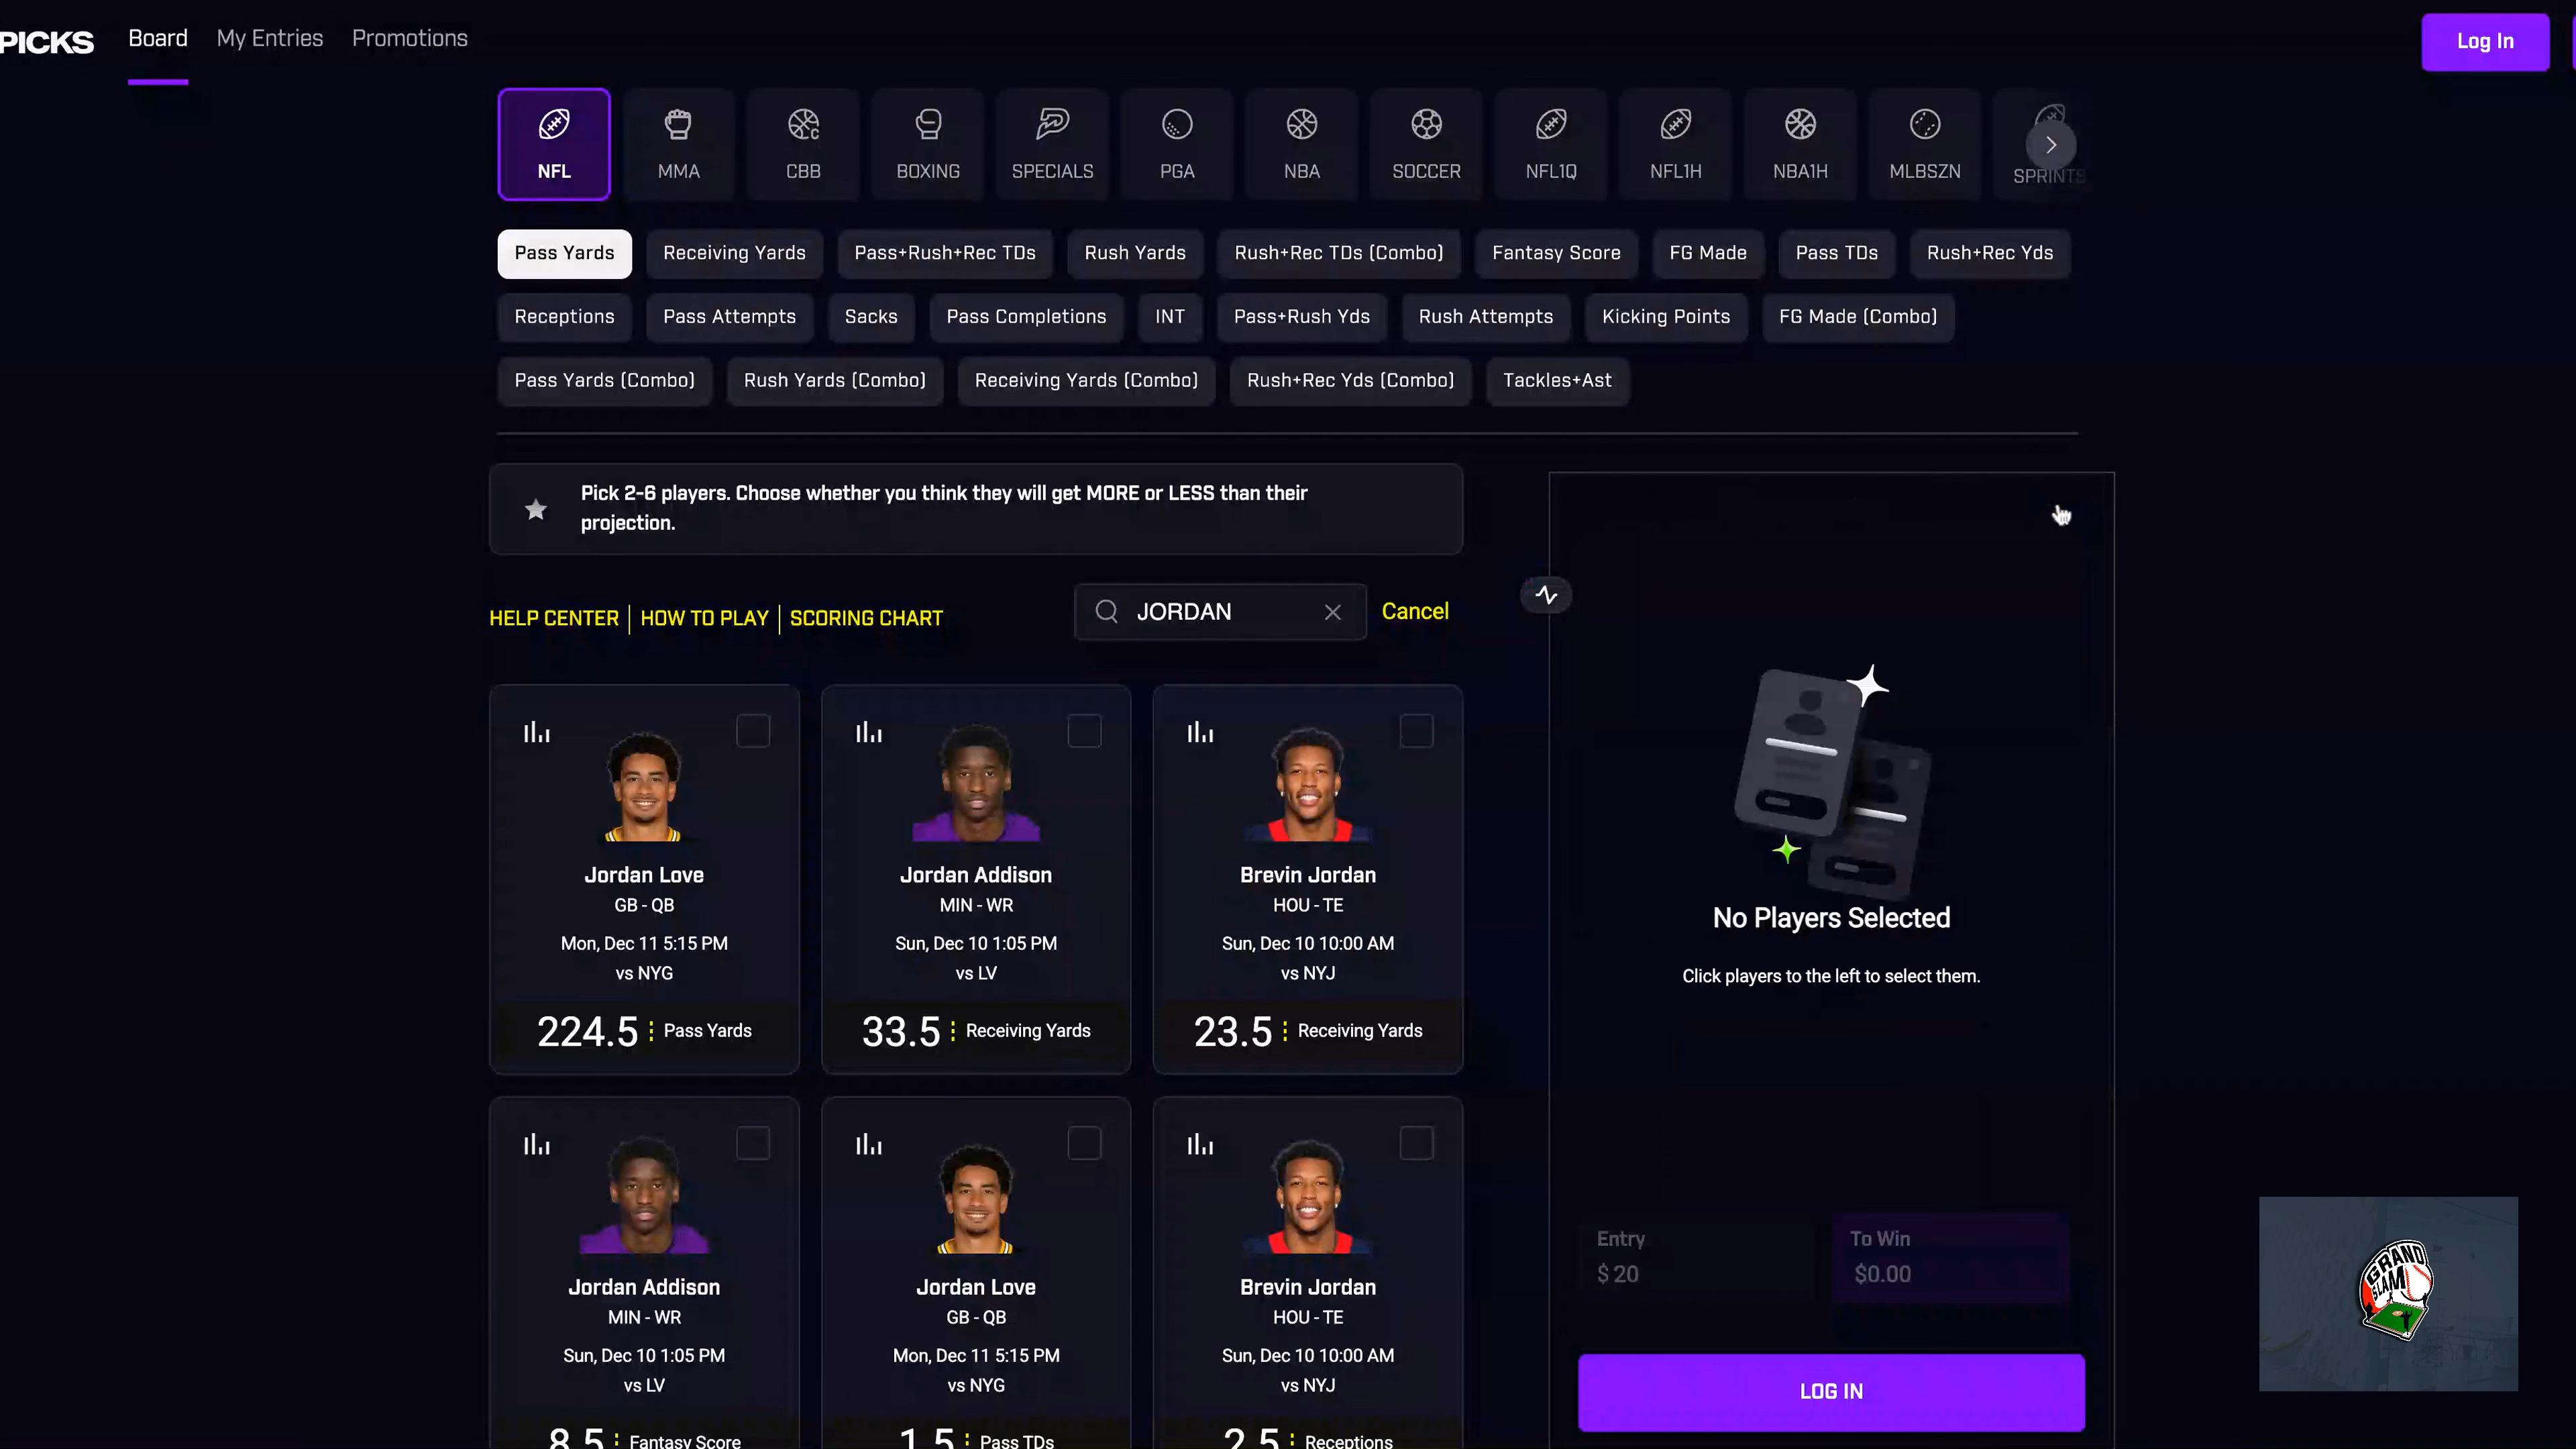 PICKS
Board My Entries Promotions
Log In
NFL MMA CBB BOXING SPECIALS PGA NBA SOCCER NFL1Q NFL1H NBA1H MLBSZN SPRINTS
Pass Yards Receiving Yards Pass+Rush+Rec TDs Rush Yards Rush+Rec TDs (Combo) Fantasy Score FG Made Pass TDs Rush+Rec Yds
Receptions Pass Attempts Sacks Pass Completions INT Pass+Rush Yds Rush Attempts Kicking Points FG Made (Combo)
Pass Yards (Combo) Rush Yards (Combo) Receiving Yards (Combo) Rush+Rec Yds (Combo) Tackles+Ast
Pick 2-6 players. Choose whether you think they will get MORE or LESS than their
projection.
HELP CENTER HOW TO PLAY SCORING CHART
JORDAN
Cancel
Jordan Love
GB - QB
Mon, Dec 11 5:15 PM
vs NYG
224.5 Pass Yards
Jordan Addison
MIN - WR
Sun, Dec 10 1:05 PM
vs LV
33.5 Receiving Yards
Brevin Jordan
HOU - TE
Sun, Dec 10 10:00 AM
vs NYJ
23.5 Receiving Yards
Jordan Addison
MIN - WR
Sun, Dec 10 1:05 PM
vs LV
8.5 Fantasy Score
Jordan Love
GB - QB
Mon, Dec 11 5:15 PM
vs NYG
1.5 Pass TDs
Brevin Jordan
HOU - TE
Sun, Dec 10 10:00 AM
vs NYJ
2.5 Receptions
No Players Selected
Click players to the left to select them.
Entry
$ 20
To Win
$0.00
LOG IN
GRAND
SLAM